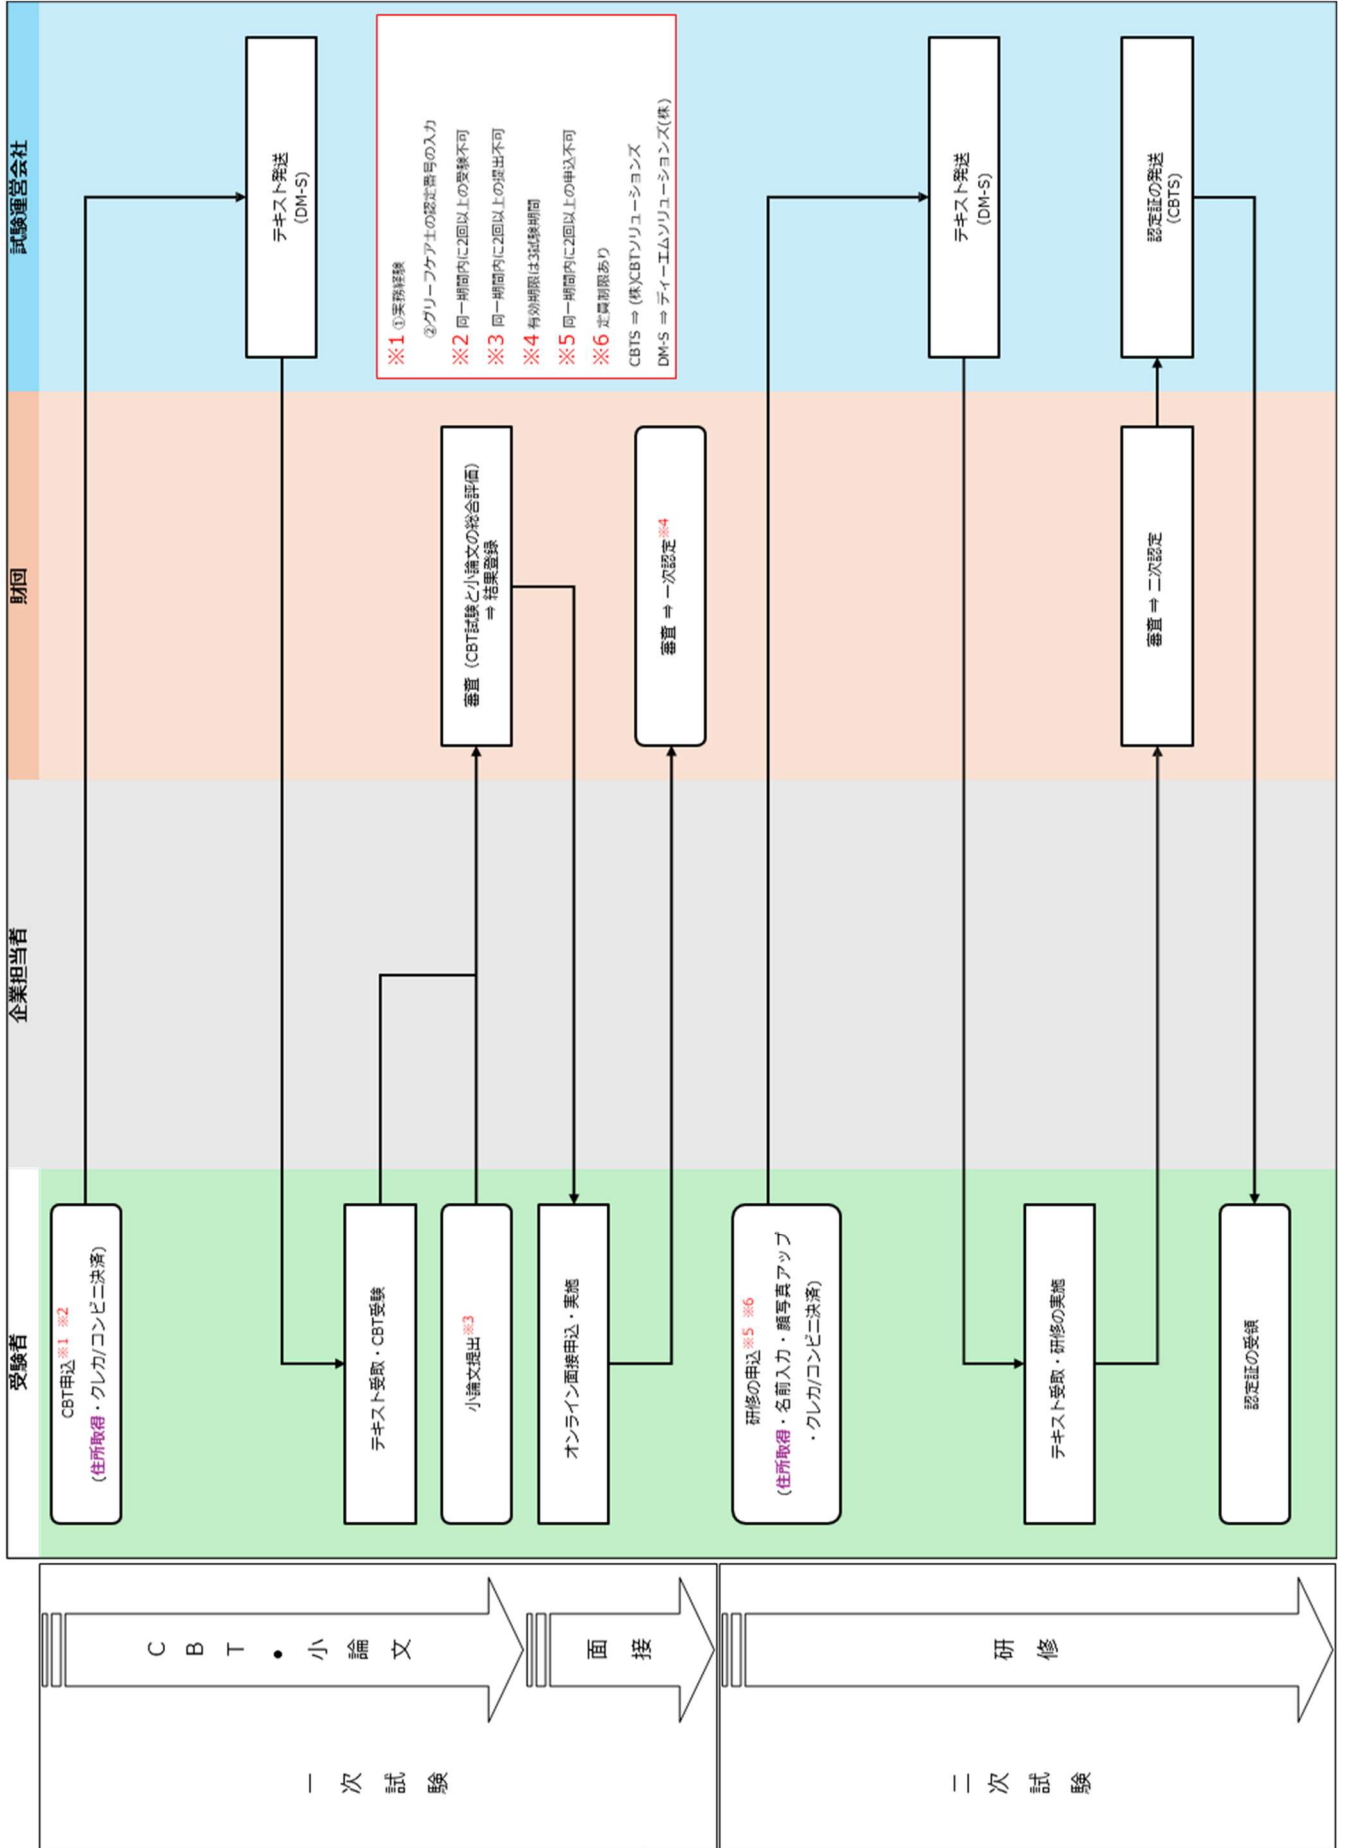 受験者
企業担当者
財団
試験運営会社
一次試験
CBT・小論文
面接
二次試験
研修
CBT申込※1 ※2
(住所取得・クレカ/コンビニ決済)
テキスト発送
(DM-S)
テキスト受取・CBT受験
小論文提出※3
審査（CBT試験と小論文の総合評価)
⇒ 結果登録
オンライン面接申込・実施
審査 ⇒ 一次認定※4
研修の申込※5 ※6
(住所取得・名前入力・顔写真アップ
・クレカ/コンビニ決済)
テキスト発送
(DM-S)
テキスト受取・研修の実施
審査 ⇒ 二次認定
認定証の発送
(CBTS)
認定証の受領
※1 ①実務経験
②グリーフケア士の認定番号の入力
※2 同一期間内に2回以上の受験不可
※3 同一期間内に2回以上の提出不可
※4 有効期限は3試験期間
※5 同一期間内に2回以上の申込不可
※6 定員制限あり
CBTS ⇒ (株)CBTソリューションズ
DM-S ⇒ ディーエムソリューションズ(株)